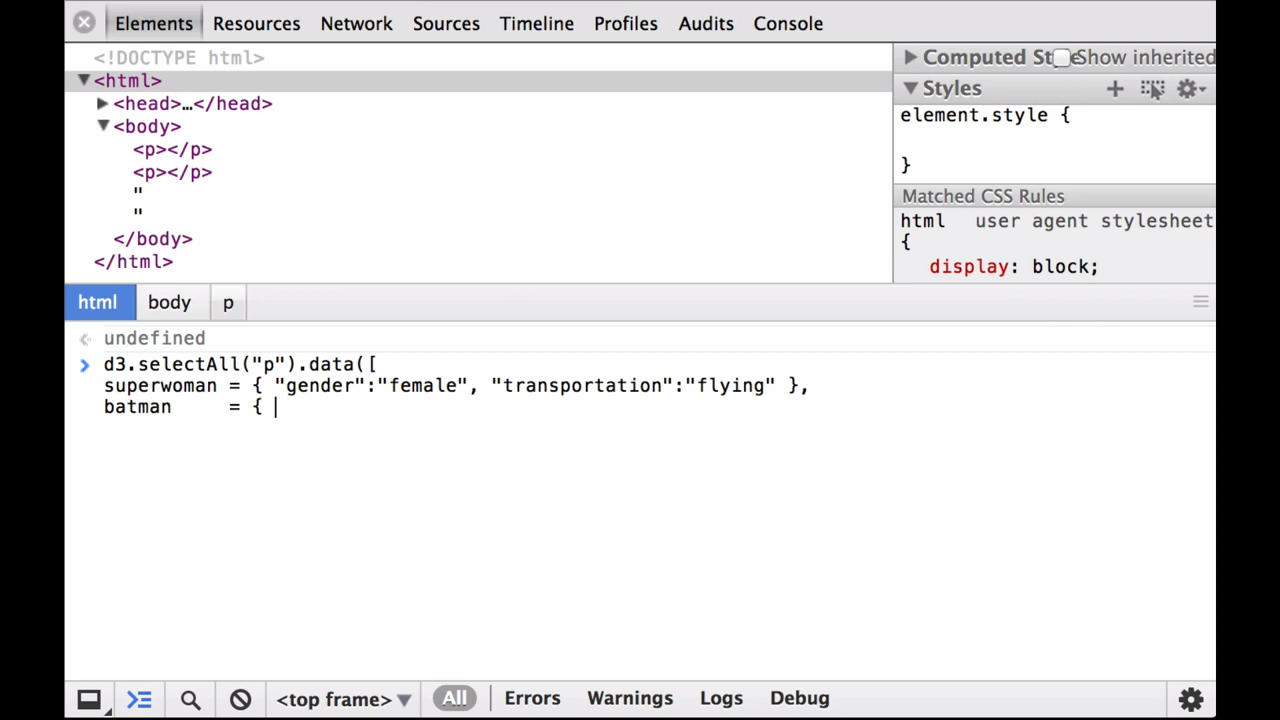 Elements Resources Network Sources Timeline Profiles Audits Console
<!DOCTYPE html>
<html>
<head>…</head>
<body>
<p></p>
<p></p>
"
"
</body>
</html>
Computed Show inherited
Styles
element.style {
}
Matched CSS Rules
html user agent stylesheet
{
display: block;
html body p
undefined
d3.selectAll("p").data([
superwoman = { "gender":"female", "transportation":"flying" },
batman = {
<top frame> All Errors Warnings Logs Debug